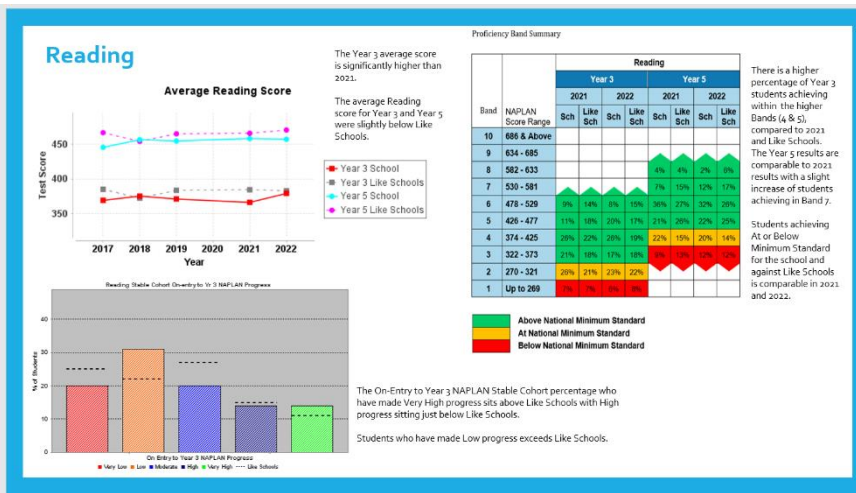 Reading
The Year 3 average score
is significantly higher than
2021.
The average Reading
score for Year 3 and Year 5
were slightly below Like
Schools.
Average Reading Score
Test Score
450
400
350
2017 2018 2019 2020 2021 2022
Year
Year 3 School
Year 3 Like Schools
Year 5 School
Year 5 Like Schools
Proficiency Band Summary
Reading
Year 3 Year 5
2021 2022 2021 2022
Band NAPLAN Score Range Sch Like Sch Sch Like Sch Sch Like Sch Sch Like Sch
10 686 & Above
9 634 - 685
8 582 - 633 4% 4% 2% 8%
7 530 - 581 7% 15% 12% 17%
6 478 - 529 9% 14% 8% 15% 36% 27% 32% 26%
5 426 - 477 11% 18% 20% 17% 21% 26% 22% 25%
4 374 - 425 26% 22% 26% 19% 22% 15% 20% 14%
3 322 - 373 21% 18% 17% 18% 13% 12% 12%
2 270 - 321 26% 21% 23% 22%
1 Up to 269 7%
Above National Minimum Standard
At National Minimum Standard
Below National Minimum Standard
There is a higher
percentage of Year 3
students achieving
within the higher
Bands (4 & 5),
compared to 2021
and Like Schools.
The Year 5 results are
comparable to 2021
results with a slight
increase of students
achieving in Band 7.
Students achieving
At or Below
Minimum Standard
for the school and
against Like Schools
is comparable in 2021
and 2022.
Reading Stable Cohort On-entry to Yr 3 NAPLAN Progress
% of Students
40
30
20
10
0
On Entry to Year 3 NAPLAN Progress
Very Low Low Moderate High Very High Like Schools
The On-Entry to Year 3 NAPLAN Stable Cohort percentage who
have made Very High progress sits above Like Schools with High
progress sitting just below Like Schools.
Students who have made Low progress exceeds Like Schools.